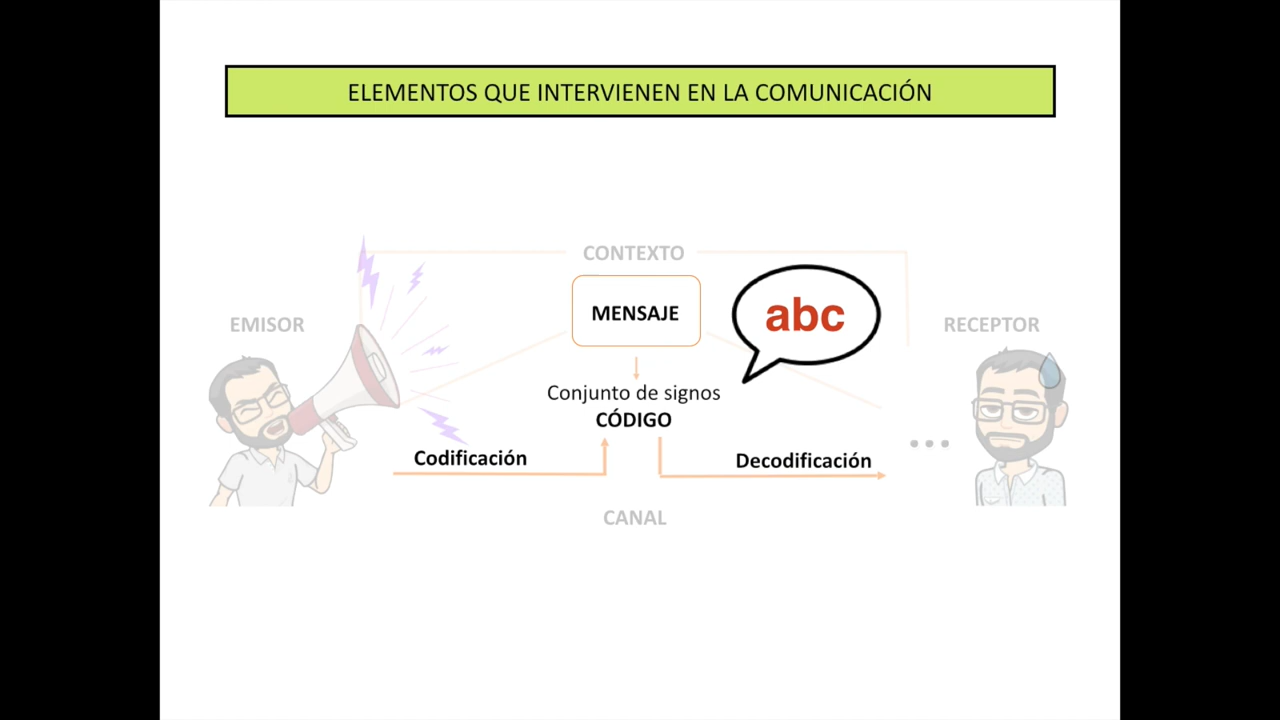 ELEMENTOS QUE INTERVIENEN EN LA COMUNICACIÓN
CONTEXTO
MENSAJE
abc
EMISOR
RECEPTOR
Conjunto de signos
CÓDIGO
Codificación
Decodificación
CANAL